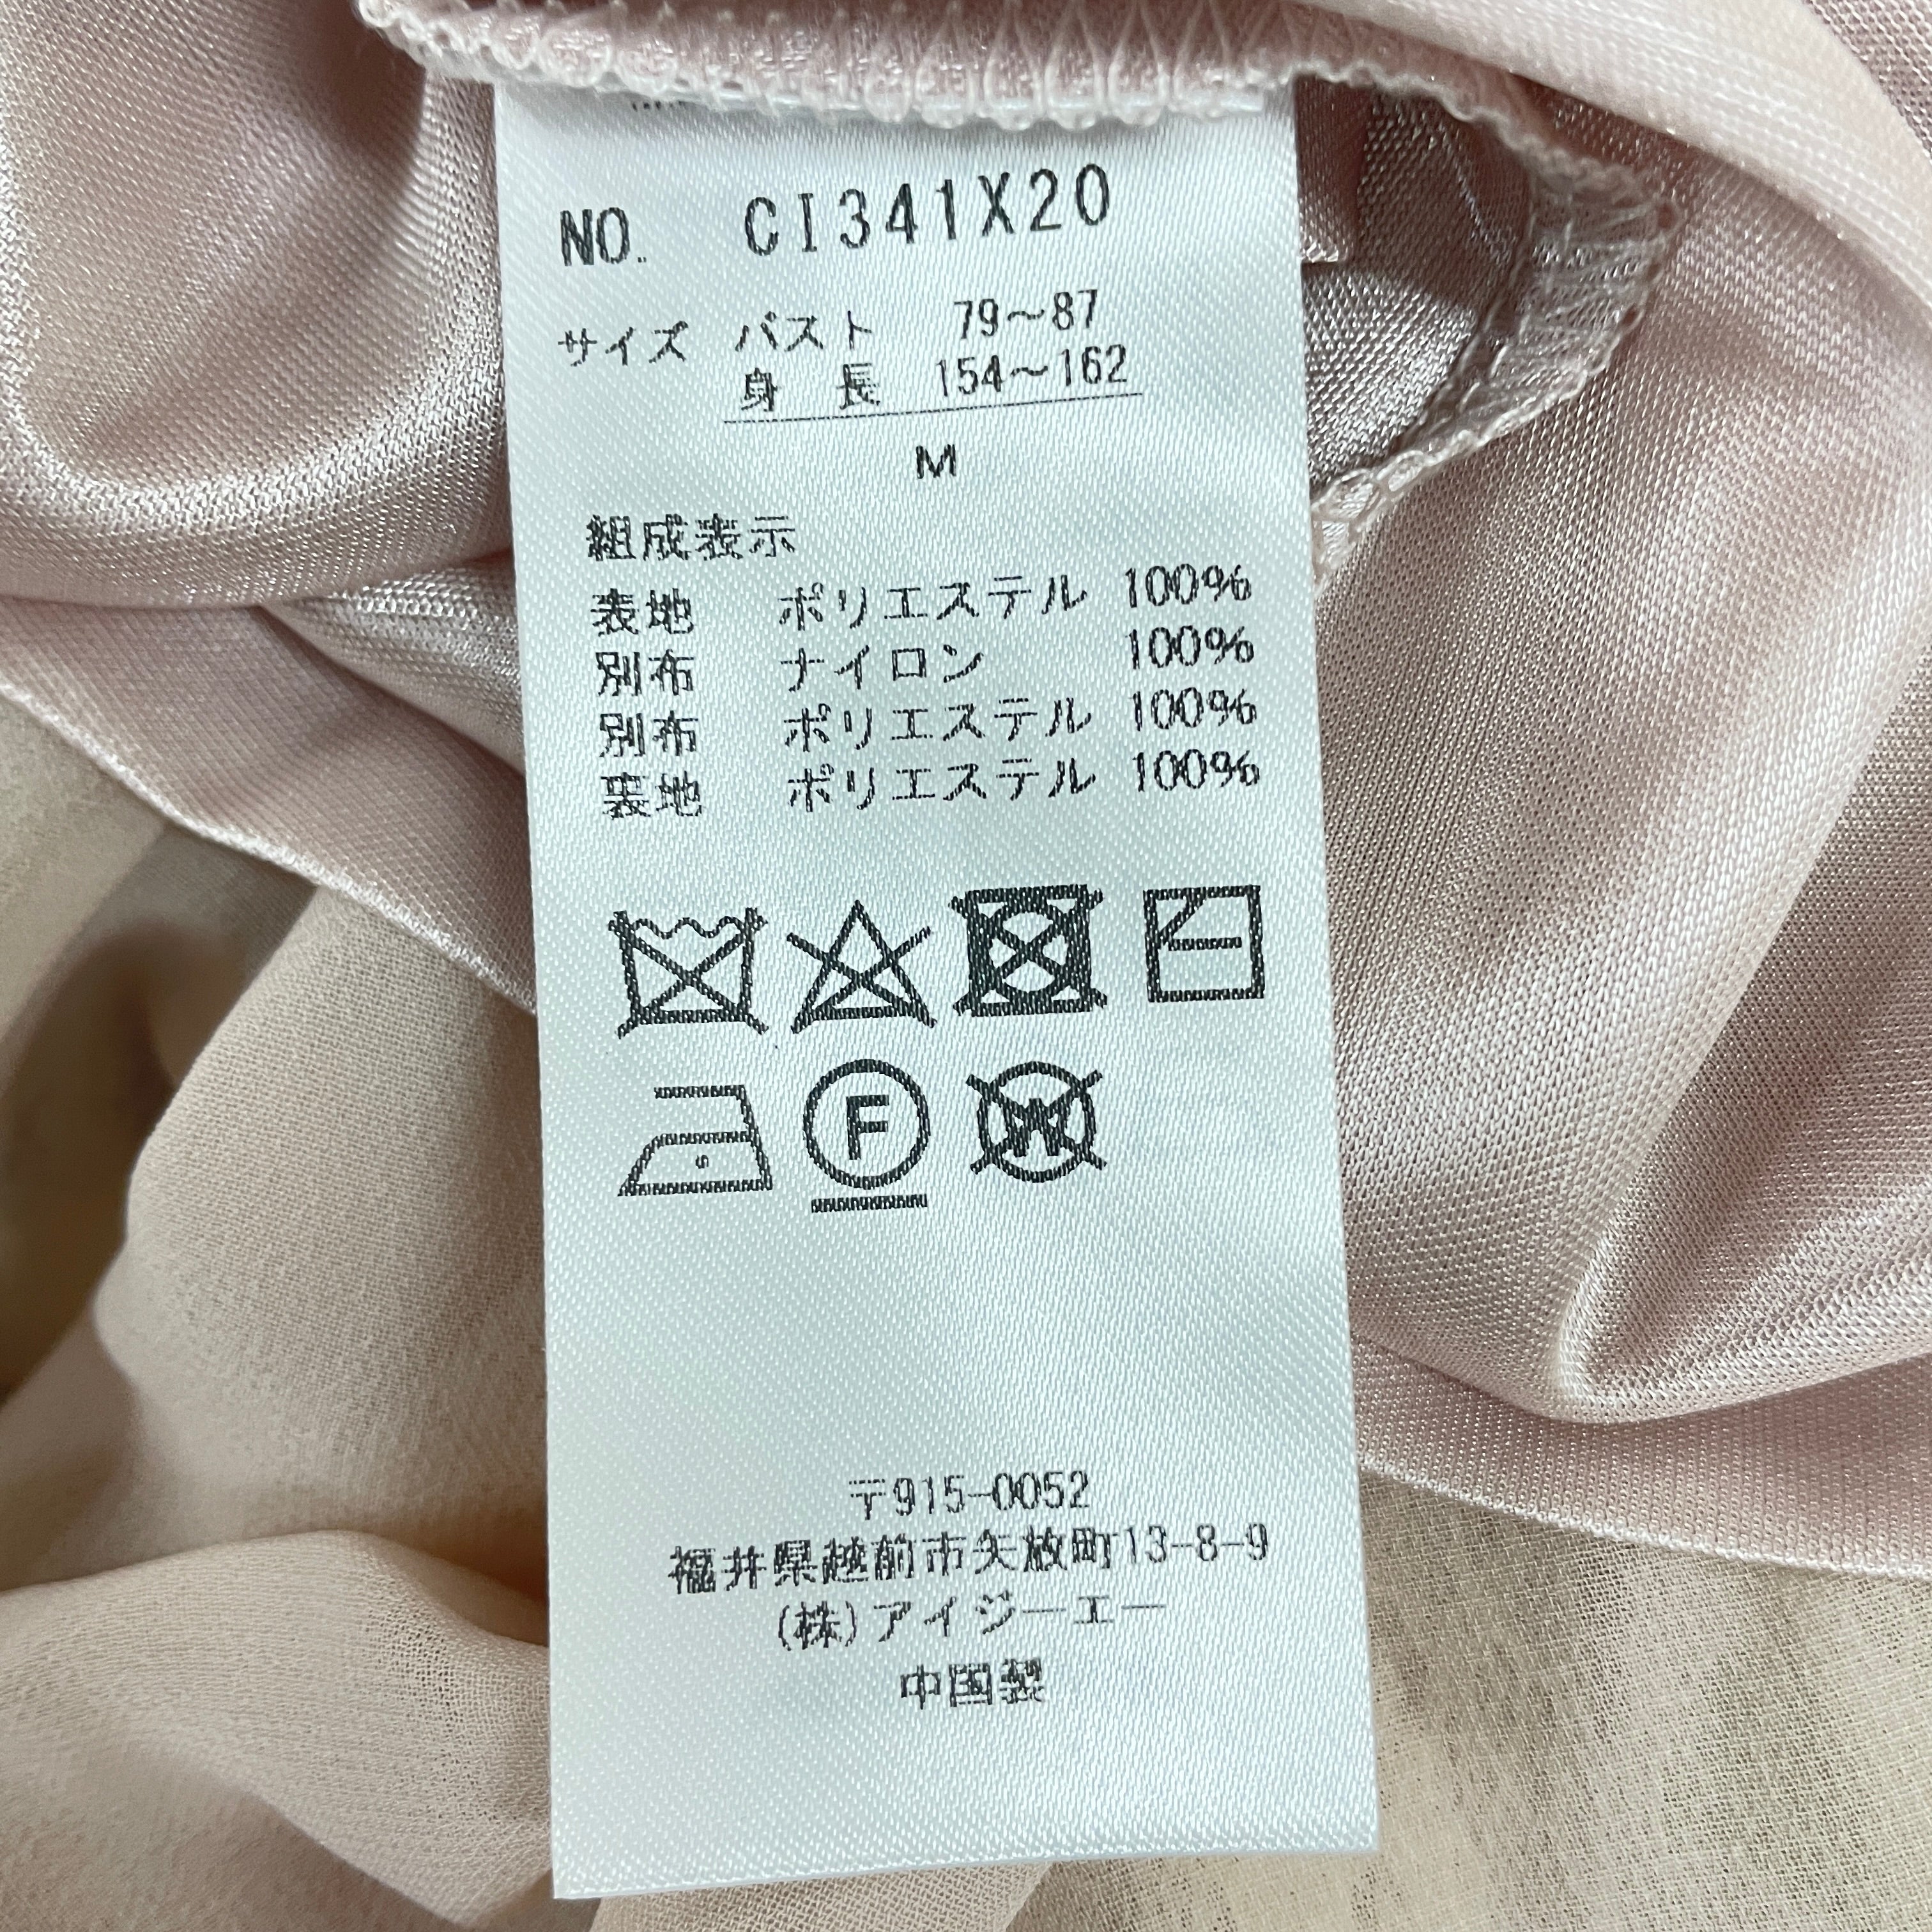 NO. CI341X20
サイズ バスト 79〜87
身 長 154〜162
M
組成表示
表地 ポリエステル 100%
別布 ナイロン 100%
別布 ポリエステル 100%
裏地 ポリエステル 100%
F
W
〒915-0052
福井県越前市矢放町13-8-9
(株)アイジーエー
中国製